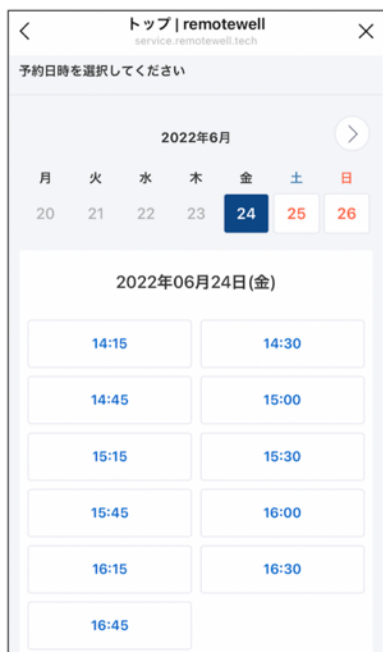 トップ | remotewell
service.remotewell.tech
予約日時を選択してください
2022年6月
月 火 水 木 金 土 日
20 21 22 23 24 25 26
2022年06月24日(金)
14:15 14:30
14:45 15:00
15:15 15:30
15:45 16:00
16:15 16:30
16:45